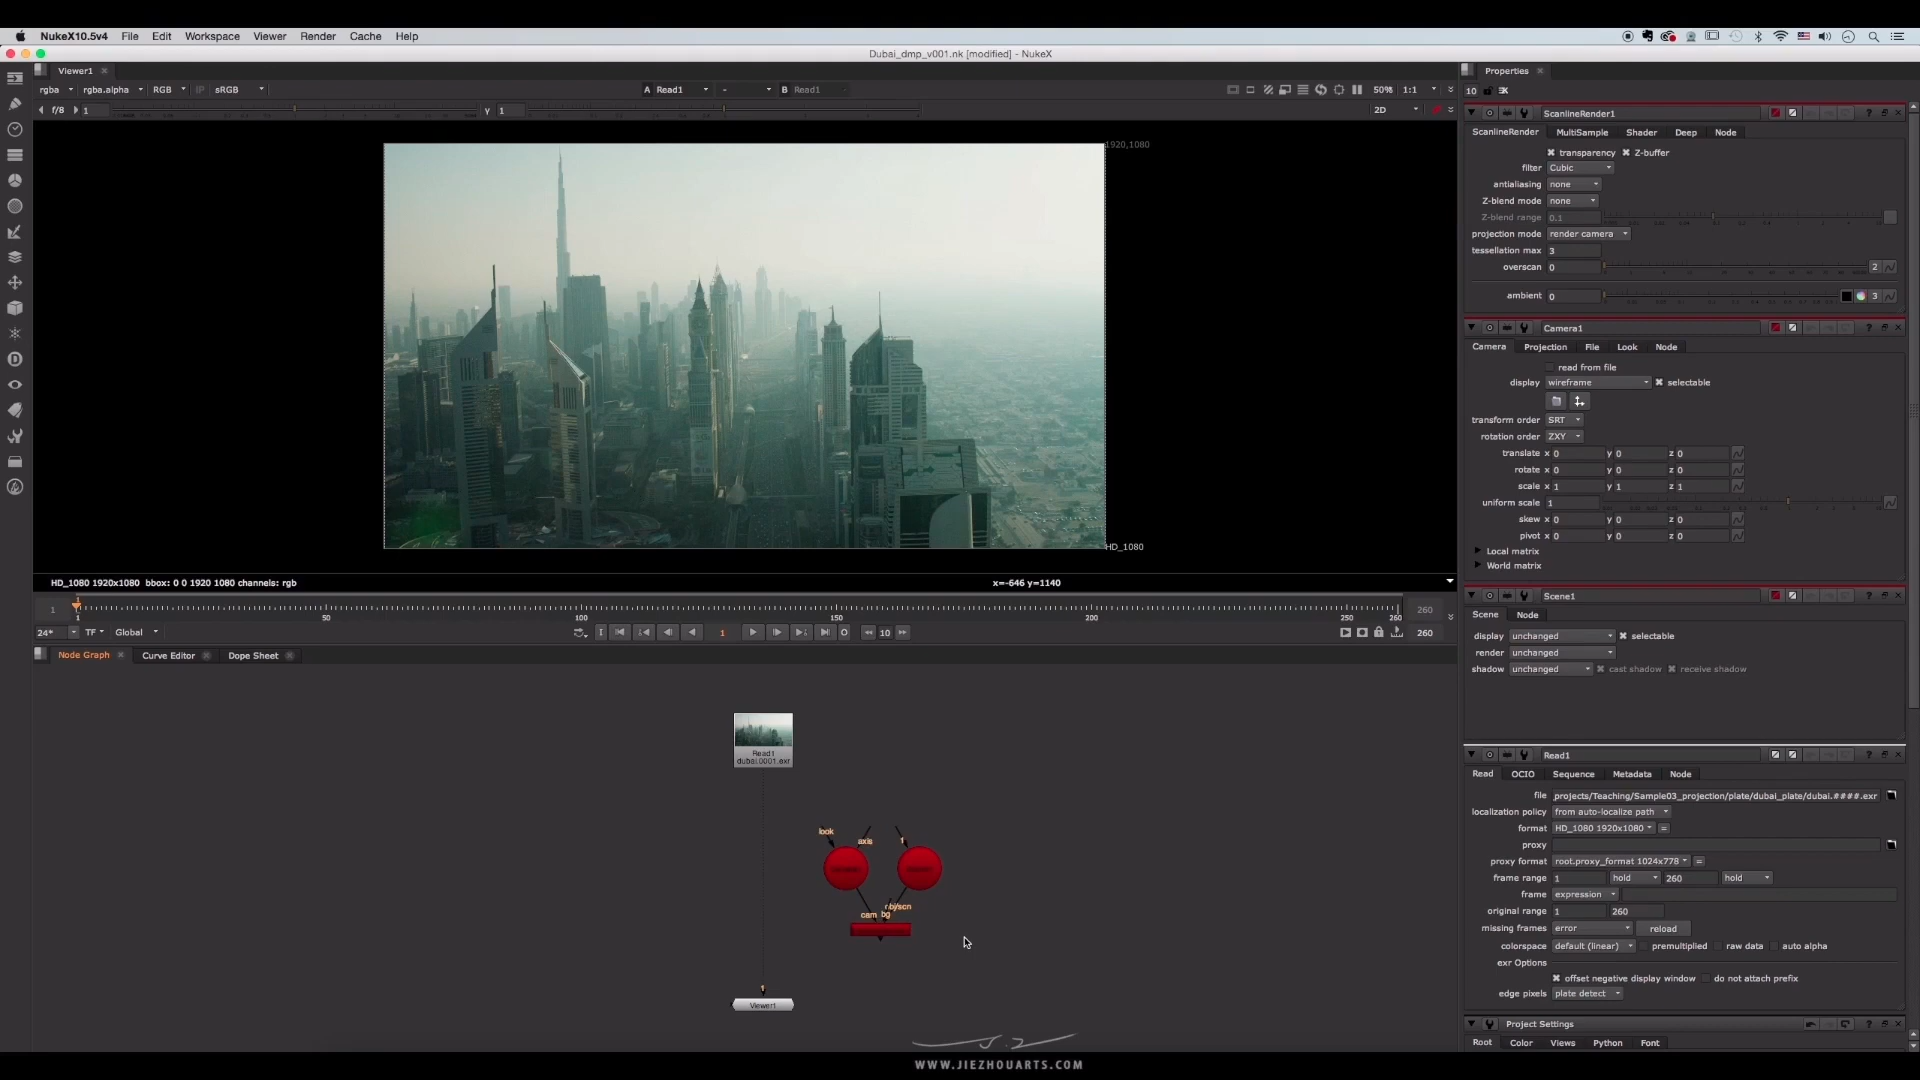 NukeX10.5v4 File Edit Workspace Viewer Render Cache Help
Dubai_dmp_v001.nk [modified] - NukeX
Viewer1
rgba rgba.alpha RGB IP sRGB A Read1 - B Read1 50% 1:1
f/8 1 y 1 2D
1920,1080
HD_1080
HD_1080 1920x1080 bbox: 0 0 1920 1080 channels: rgb x=-646 y=1140
1 1 1 50 100 150 200 250 260 260
24* TF Global 1 10 260
Node Graph Curve Editor Dope Sheet
Read1
dubai.0001.exr
look
axis
1
cam bg
Viewer1
J.Z
WWW.JIEZHOUARTS.COM
Properties
10
ScanlineRender1
ScanlineRender MultiSample Shader Deep Node
transparency Z-buffer
filter Cubic
antialiasing none
Z-blend mode none
Z-blend range 0.1
projection mode render camera
tessellation max 3
overscan 0 2
ambient 0 3
Camera1
Camera Projection File Look Node
read from file
display wireframe selectable
transform order SRT
rotation order ZXY
translate x 0 y 0 z 0
rotate x 0 y 0 z 0
scale x 1 y 1 z 1
uniform scale 1
skew x 0 y 0 z 0
pivot x 0 y 0 z 0
Local matrix
World matrix
Scene1
Scene Node
display unchanged selectable
render unchanged
shadow unchanged cast shadow receive shadow
Read1
Read OCIO Sequence Metadata Node
file projects/Teaching/Sample03_projection/plate/dubai_plate/dubai.####.exr
localization policy from auto-localize path
format HD_1080 1920x1080 =
proxy
proxy format root.proxy_format 1024x778 =
frame range 1 hold 260 hold
frame expression
original range 1 260
missing frames error reload
colorspace default (linear) premultiplied raw data auto alpha
exr Options
offset negative display window do not attach prefix
edge pixels plate detect
Project Settings
Root Color Views Python Font